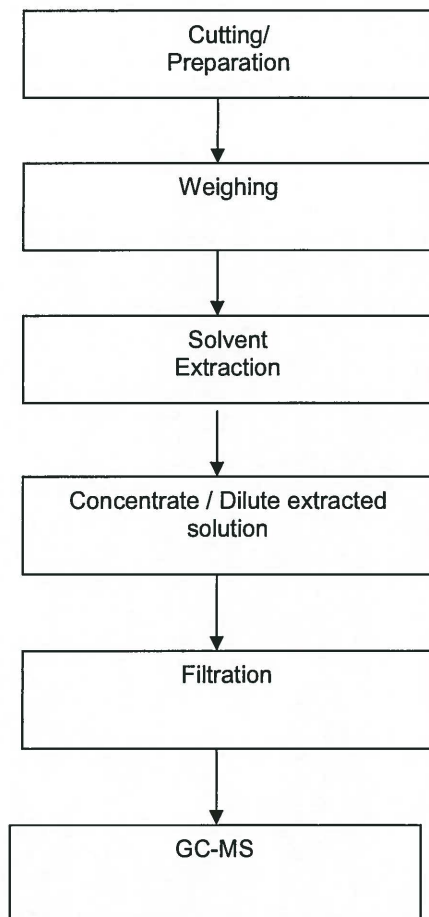 Cutting/
Preparation
Weighing
Solvent
Extraction
Concentrate / Dilute extracted
solution
Filtration
GC-MS